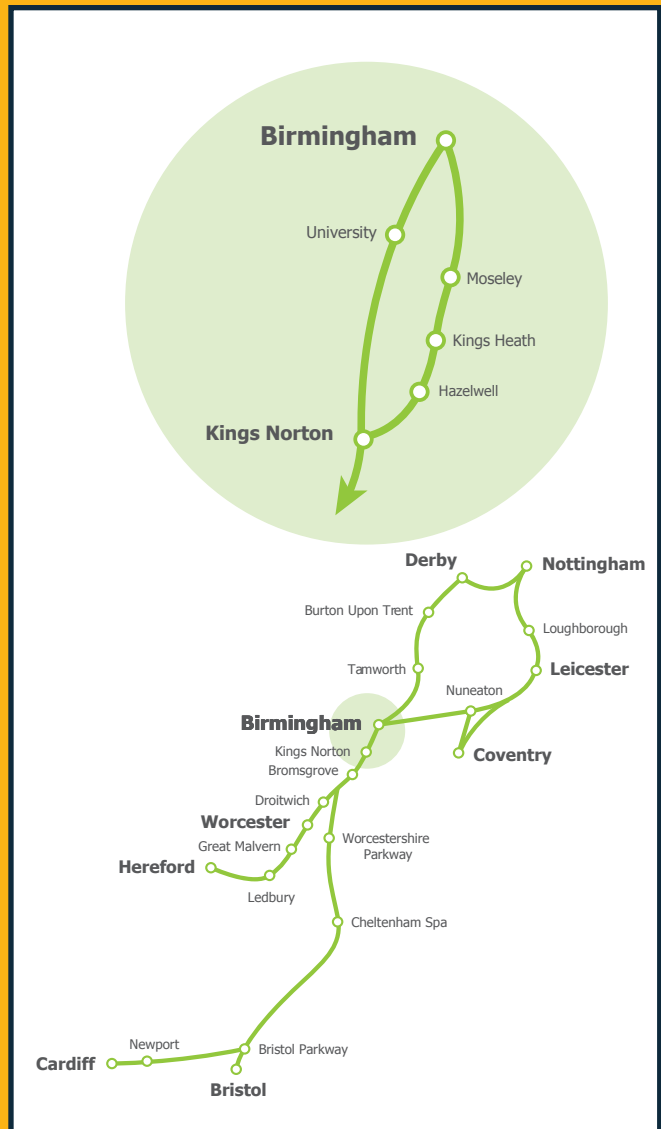 Birmingham
University
Moseley
Kings Heath
Hazelwell
Kings Norton
Derby
Nottingham
Burton Upon Trent
Loughborough
Tamworth
Leicester
Nuneaton
Birmingham
Kings Norton
Coventry
Bromsgrove
Droitwich
Worcester
Worcestershire
Parkway
Great Malvern
Hereford
Ledbury
Cheltenham Spa
Newport
Bristol Parkway
Cardiff
Bristol